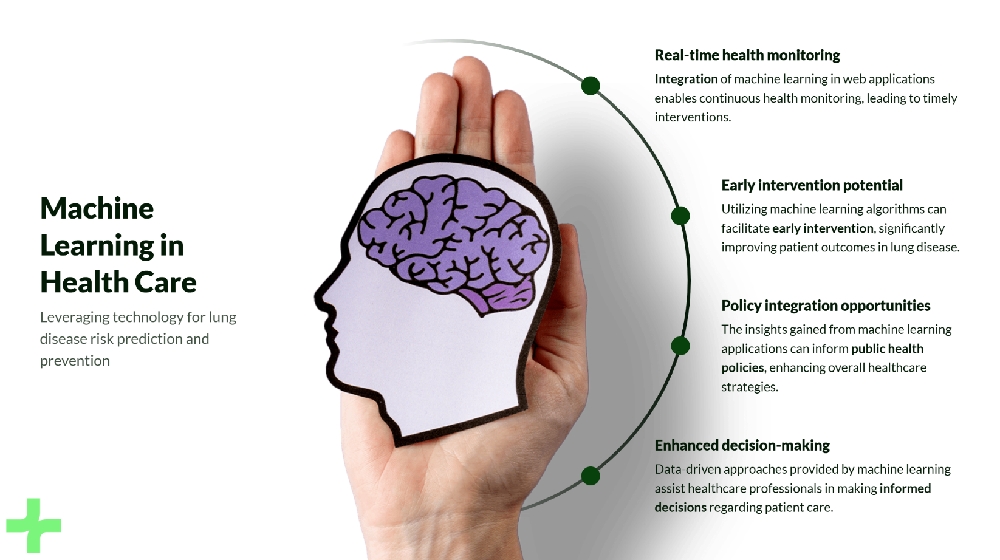 Machine
Learning in
Health Care
Leveraging technology for lung
disease risk prediction and
prevention
Real-time health monitoring
Integration of machine learning in web applications
enables continuous health monitoring, leading to timely
interventions.
Early intervention potential
Utilizing machine learning algorithms can
facilitate early intervention, significantly
improving patient outcomes in lung disease.
Policy integration opportunities
The insights gained from machine learning
applications can inform public health
policies, enhancing overall healthcare
strategies.
Enhanced decision-making
Data-driven approaches provided by machine learning
assist healthcare professionals in making informed
decisions regarding patient care.